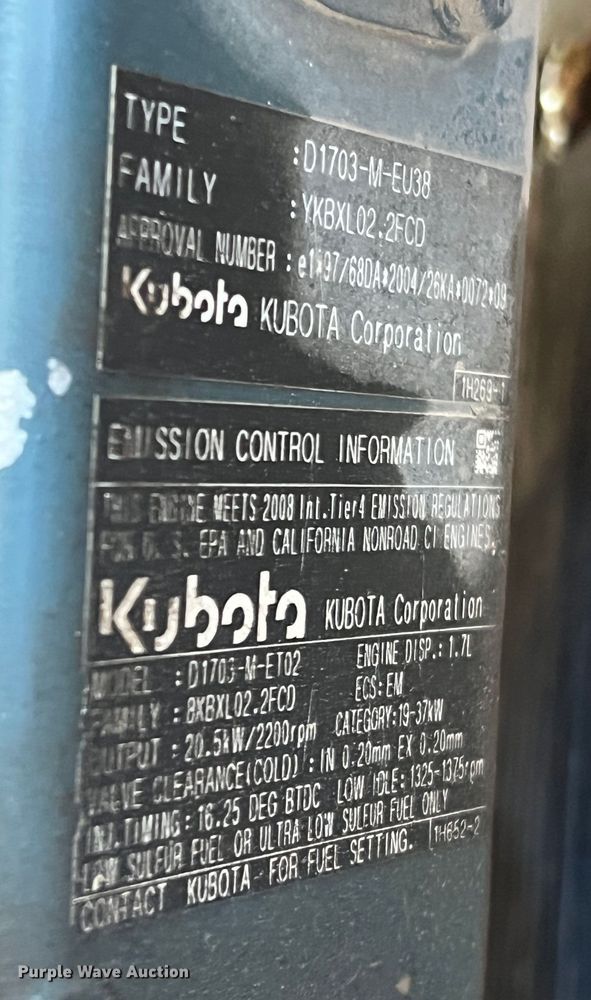 TYPE :D1703-M-EU38
FAMILY :YKBXL02.2FCD
APPROVAL NUMBER :e1*97/68DA*2004/26KA*0072*09
Kubota KUBOTA Corporation
1H269-1
EMISSION CONTROL INFORMATION
THIS ENGINE MEETS 2008 Int.Tier4 EMISSION REGULATIONS
FOR U. S. EPA AND CALIFORNIA NONROAD CI ENGINES.
Kubota KUBOTA Corporation
MODEL :D1703-M-ET02 ENGINE DISP.:1.7L
FAMILY :8KBXL02.2FCD ECS:EM
OUTPUT :20.5kW/2200rpm CATEGORY:19-37kW
VALVE CLEARANCE(COLD) :IN 0.20mm EX 0.20mm
INJ.TIMING:16.25 DEG BTDC LOW IDLE:1325-1375rpm
LOW SULFUR FUEL OR ULTRA LOW SULFUR FUEL ONLY
CONTACT KUBOTA FOR FUEL SETTING. 1H652-2
Purple Wave Auction